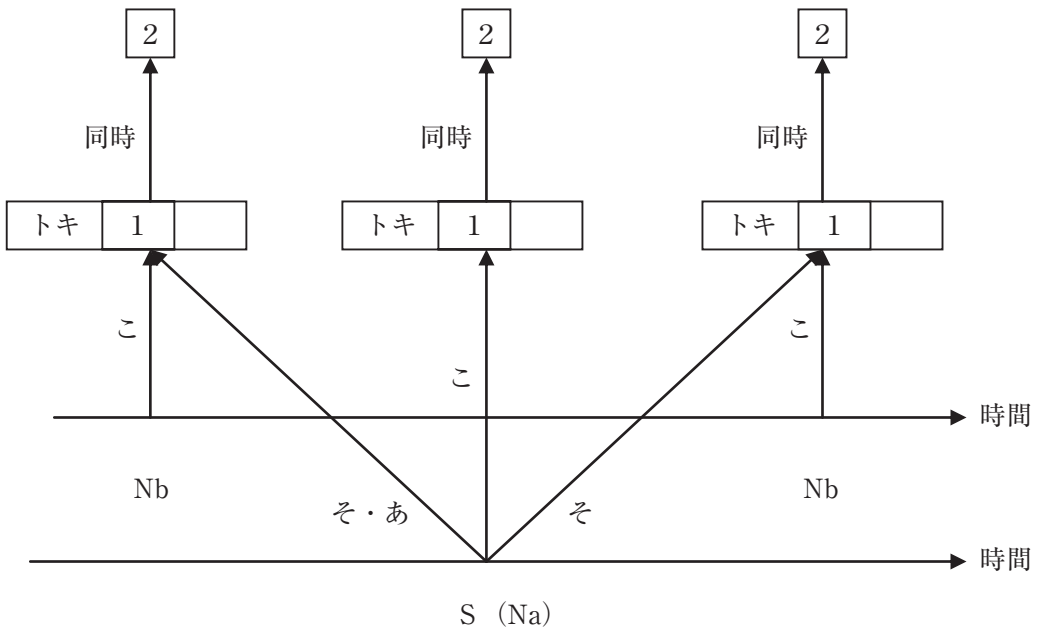 2 2 2
同時 同時 同時
トキ 1 トキ 1 トキ 1
こ こ
こ
時間
Nb Nb
そ・あ そ
時間
S (Na)